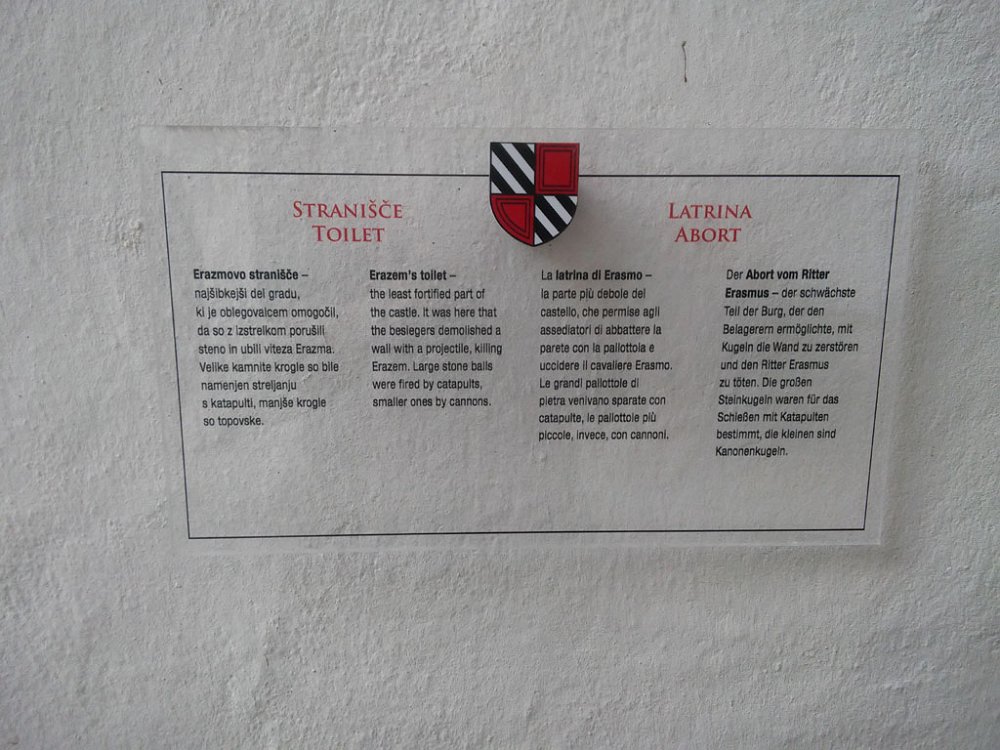 STRANIŠČE
TOILET
LATRINA
ABORT
Erazmovo stranišče –
najšibkejši del gradu,
ki je oblegovalcem omogočil,
da so z izstrelkom porušili
steno in ubili viteza Erazma.
Velike kamnite krogle so bile
namenjen streljanju
s katapulti, manjše krogle
so topovske.
Erazem's toilet –
the least fortified part of
the castle. It was here that
the besiegers demolished a
wall with a projectile, killing
Erazem. Large stone balls
were fired by catapults,
smaller ones by cannons.
La latrina di Erasmo –
la parte più debole del
castello, che permise agli
assediatori di abbattere la
parete con la pallottola e
uccidere il cavaliere Erasmo.
Le grandi pallottole di
pietra venivano sparate con
catapulte, le pallottole più
piccole, invece, con cannoni.
Der Abort vom Ritter
Erasmus – der schwächste
Teil der Burg, der den
Belagerern ermöglichte, mit
Kugeln die Wand zu zerstören
und den Ritter Erasmus
zu töten. Die großen
Steinkugeln waren für das
Schießen mit Katapulten
bestimmt, die kleinen sind
Kanonenkugeln.